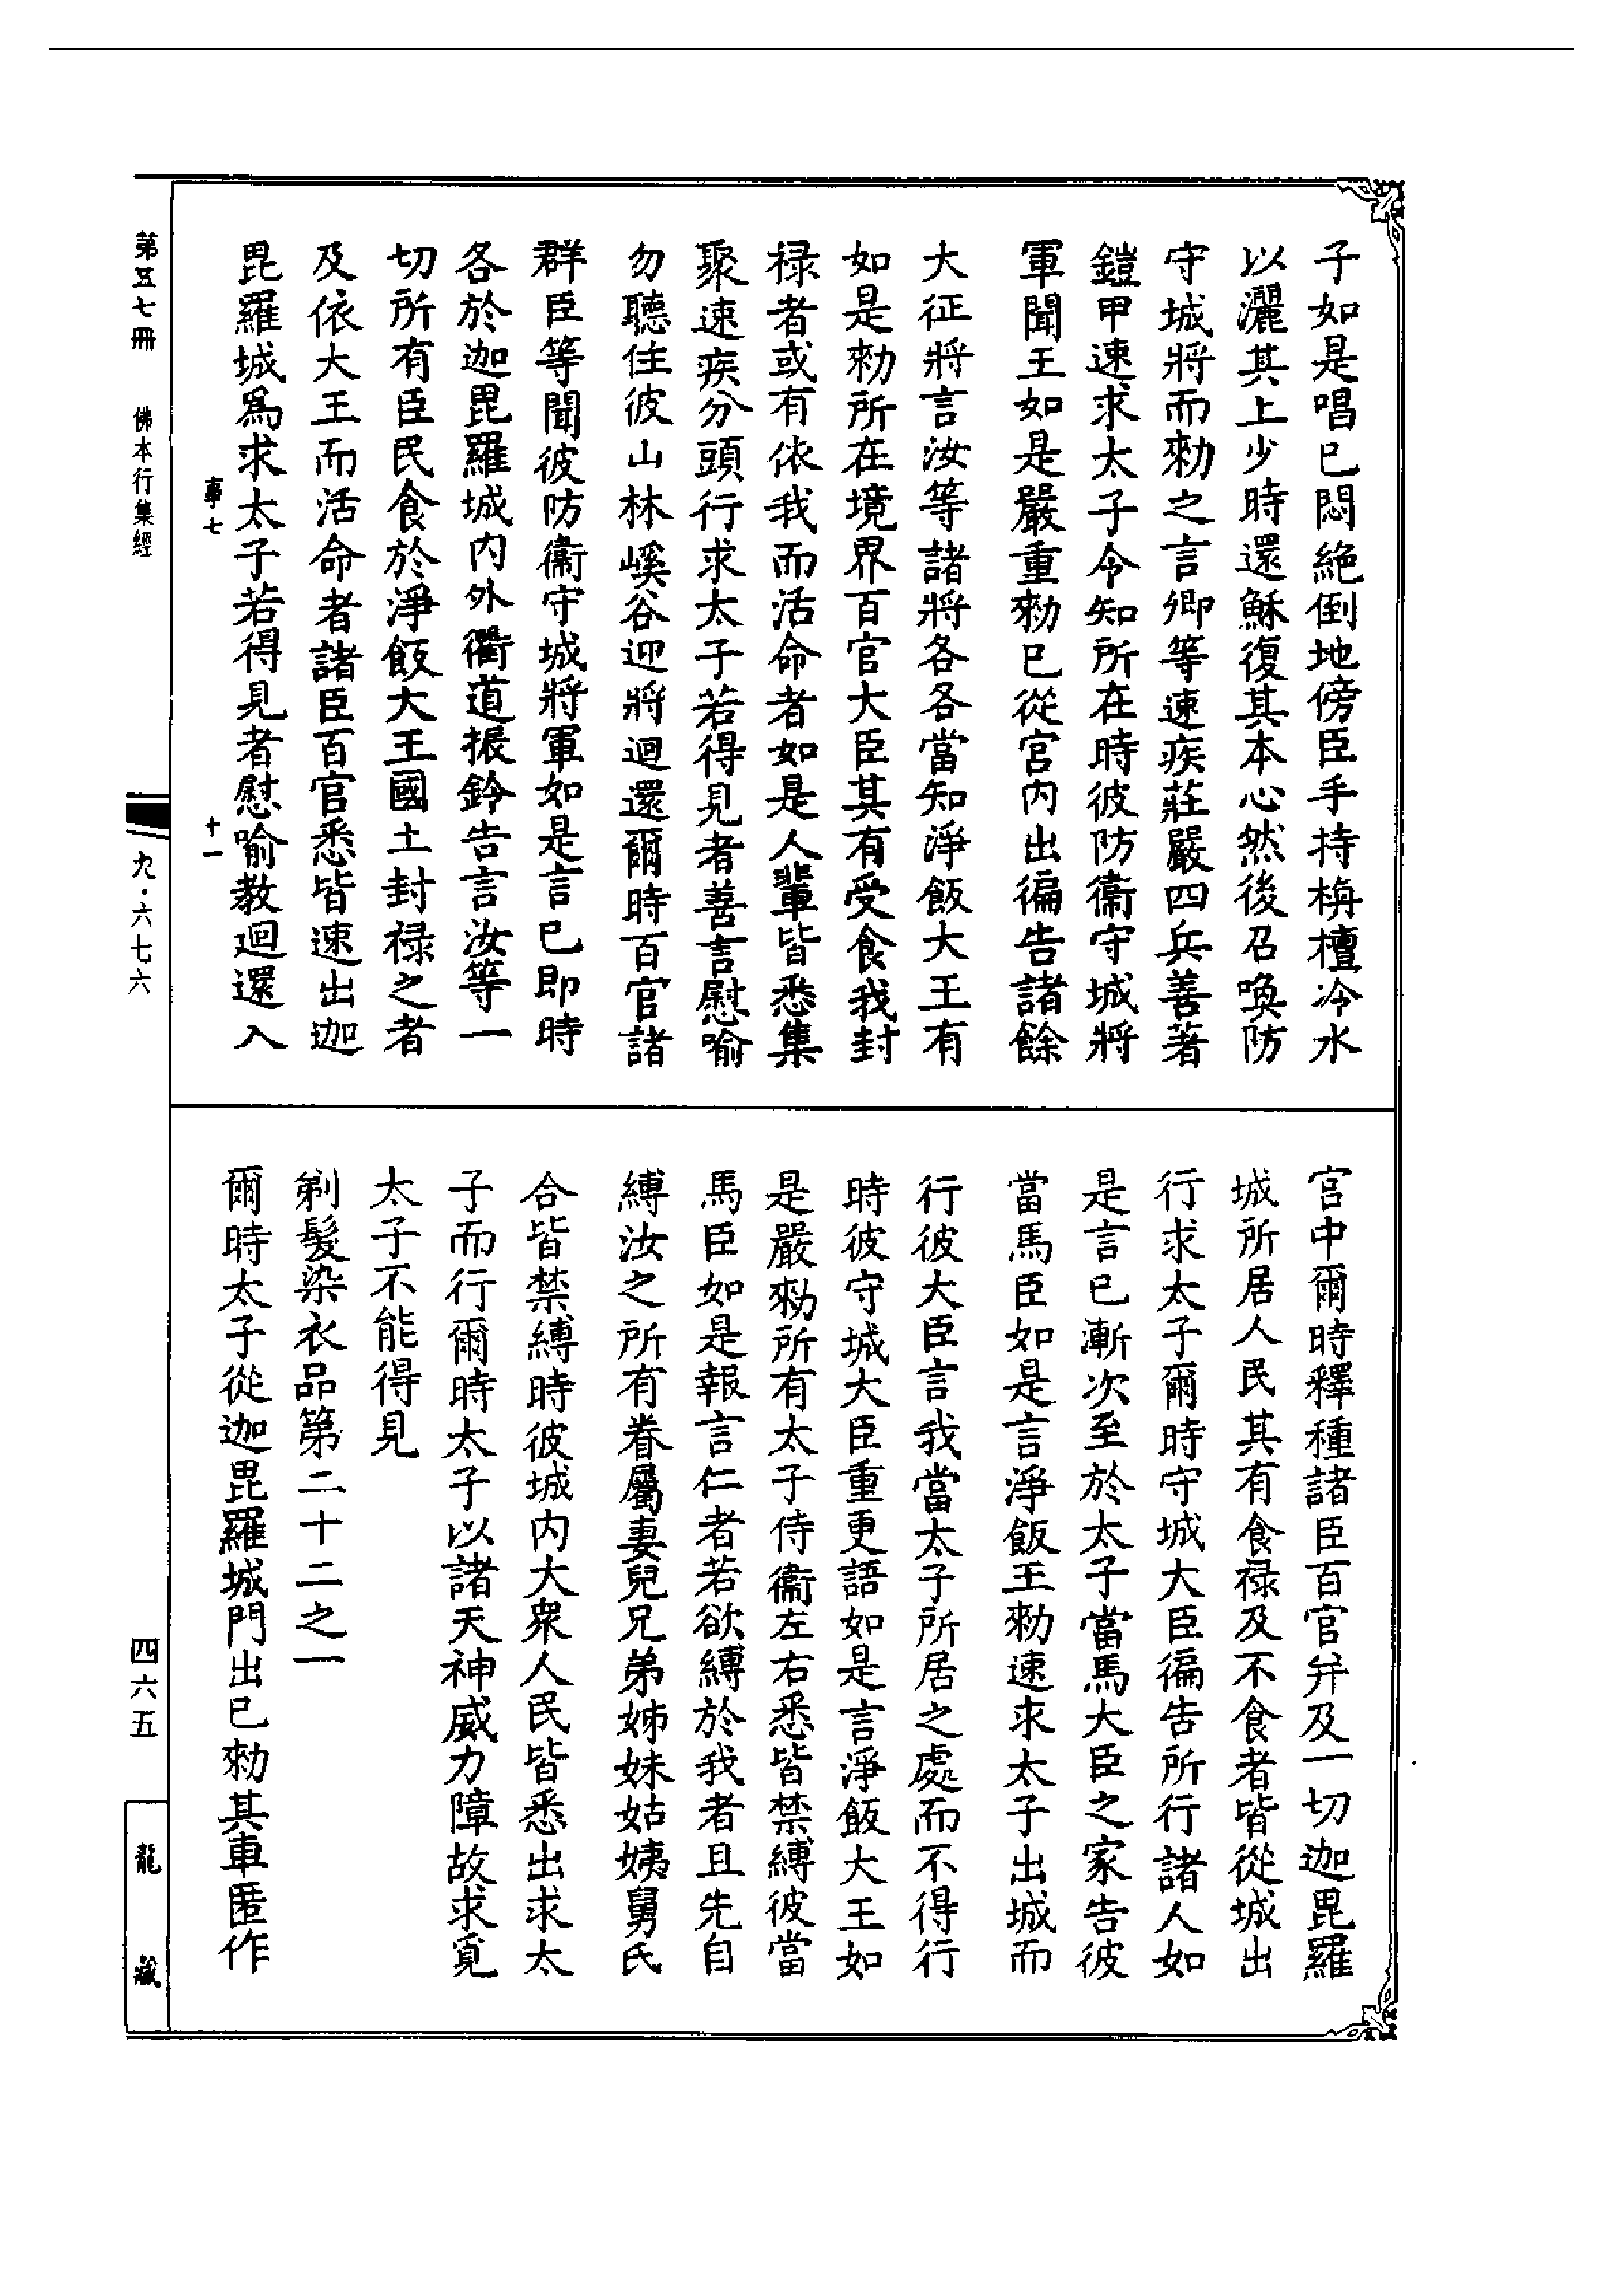 子如是唱已悶絕倒地傍臣手持栴檀冷水
以灑其上少時還穌復其本心然後召喚防
守城將而勑之言卿等速疾莊嚴四兵善著
鎧甲速求太子令知所在時彼防衞守城將
軍聞王如是嚴重勑已從宮內出徧告諸餘
大征將言汝等諸將各各當知淨飯大王有
如是勑所在境界百官大臣其有受食我封
祿者或有依我而活命者如是人輩皆悉集
聚速疾分頭行求太子若得見者善言慰喻
勿聽住彼山林嵠谷迎將迴還爾時百官諸
群臣等聞彼防衞守城將軍如是言已即時
各於迦毘羅城內外衢道振鈴告言汝等一
切所有臣民食於淨飯大王國土封祿之者
及依大王而活命者諸臣百官悉皆速出迦
毘羅城爲求太子若得見者慰喻教迴還入
宮中爾時釋種諸臣百官并及一切迦毘羅
城所居人民其有食祿及不食者皆從城出
行求太子爾時守城大臣徧告所行諸人如
是言已漸次至於太子當馬大臣之家告彼
當馬臣如是言淨飯王勑速求太子出城而
行彼大臣言我當太子所居之處而不得行
時彼守城大臣重更語如是言淨飯大王如
是嚴勑所有太子侍衞左右悉皆禁縛彼當
馬臣如是報言仁者若欲縛於我者且先自
縛汝之所有眷屬妻兒兄弟姊妹姑姨舅氏
合皆禁縛時彼城內大衆人民皆悉出求太
子而行爾時太子以諸天神威力障故求覓
太子不能得見
剃髮染衣品第二十二之一
爾時太子從迦毘羅城門出已勑其車匿作
事七
十一
第五七冊
佛本行集經
九·六七六
四六五
龍藏